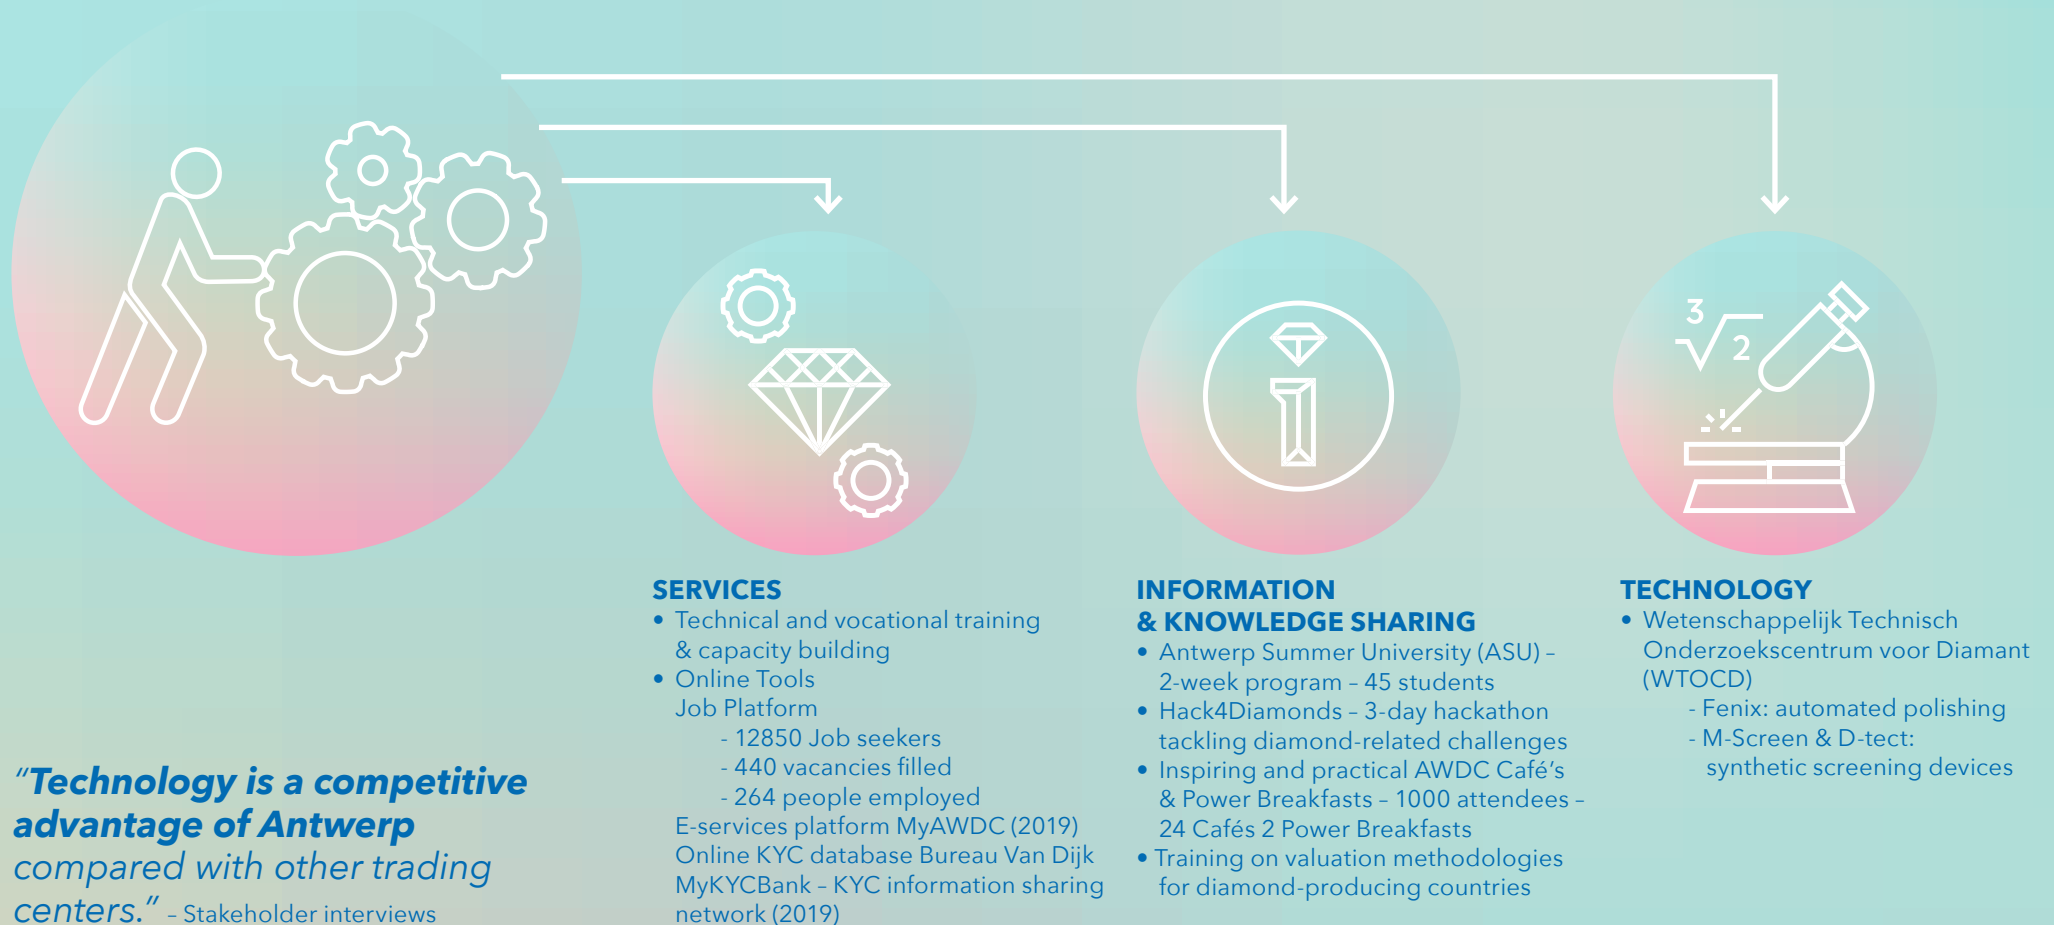 3
2
SERVICES
• Technical and vocational training
& capacity building
• Online Tools
Job Platform
- 12850 Job seekers
- 440 vacancies filled
- 264 people employed
E-services platform MyAWDC (2019)
Online KYC database Bureau Van Dijk
MyKYCBank – KYC information sharing
network (2019)
INFORMATION
& KNOWLEDGE SHARING
• Antwerp Summer University (ASU) –
2-week program – 45 students
• Hack4Diamonds – 3-day hackathon
tackling diamond-related challenges
• Inspiring and practical AWDC Café’s
& Power Breakfasts – 1000 attendees –
24 Cafés 2 Power Breakfasts
• Training on valuation methodologies
for diamond-producing countries
TECHNOLOGY
• Wetenschappelijk Technisch
Onderzoekscentrum voor Diamant
(WTOCD)
- Fenix: automated polishing
- M-Screen & D-tect:
synthetic screening devices
“Technology is a competitive
advantage of Antwerp
compared with other trading
centers.” – Stakeholder interviews